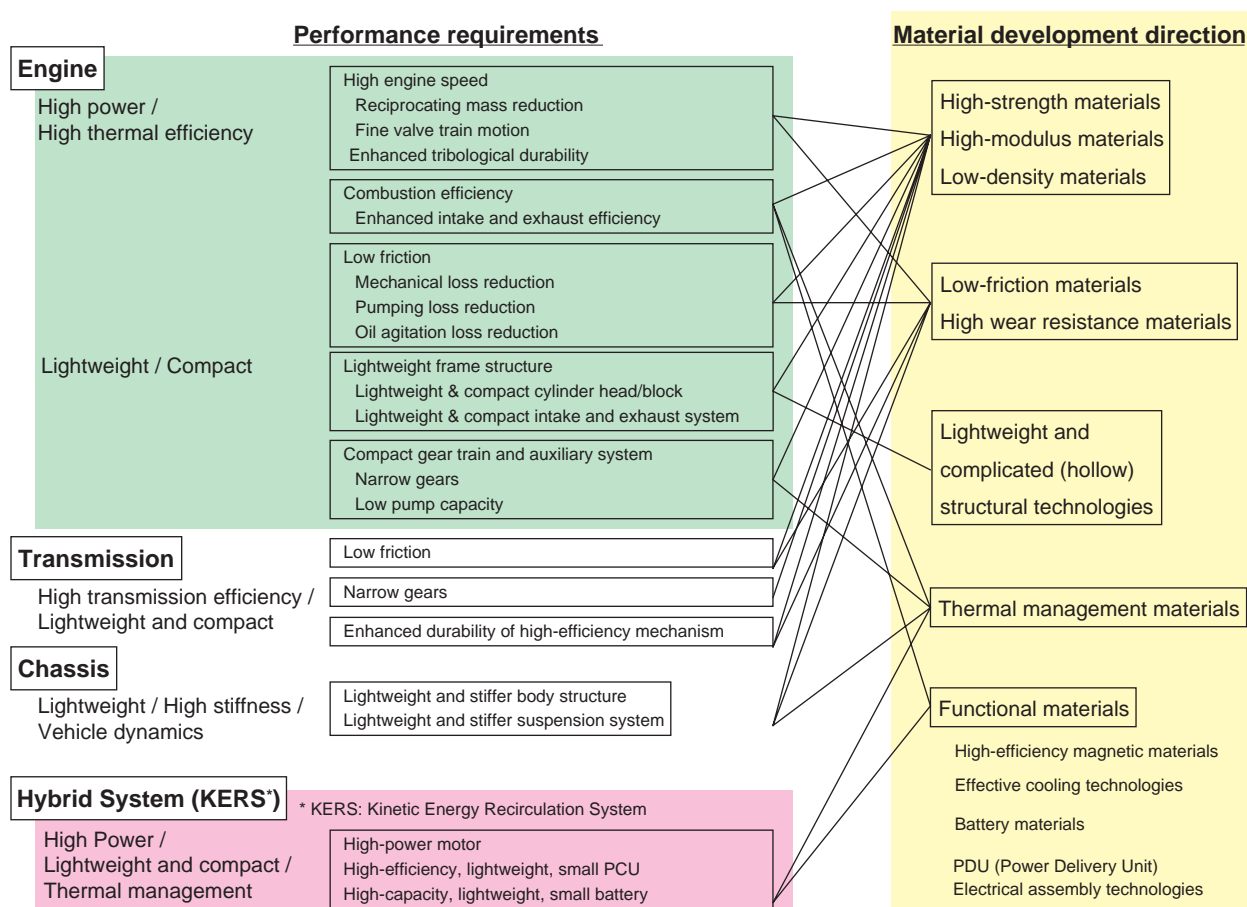 Performance requirements
Material development direction
Engine
High power /
High thermal efficiency
High engine speed
Reciprocating mass reduction
Fine valve train motion
Enhanced tribological durability
Combustion efficiency
Enhanced intake and exhaust efficiency
Low friction
Mechanical loss reduction
Pumping loss reduction
Oil agitation loss reduction
Lightweight / Compact
Lightweight frame structure
Lightweight & compact cylinder head/block
Lightweight & compact intake and exhaust system
Compact gear train and auxiliary system
Narrow gears
Low pump capacity
Transmission
High transmission efficiency /
Lightweight and compact
Low friction
Narrow gears
Enhanced durability of high-efficiency mechanism
Chassis
Lightweight / High stiffness /
Vehicle dynamics
Lightweight and stiffer body structure
Lightweight and stiffer suspension system
Hybrid System (KERS*)
* KERS: Kinetic Energy Recirculation System
High Power /
Lightweight and compact /
Thermal management
High-power motor
High-efficiency, lightweight, small PCU
High-capacity, lightweight, small battery
High-strength materials
High-modulus materials
Low-density materials
Low-friction materials
High wear resistance materials
Lightweight and
complicated (hollow)
structural technologies
Thermal management materials
Functional materials
High-efficiency magnetic materials
Effective cooling technologies
Battery materials
PDU (Power Delivery Unit)
Electrical assembly technologies